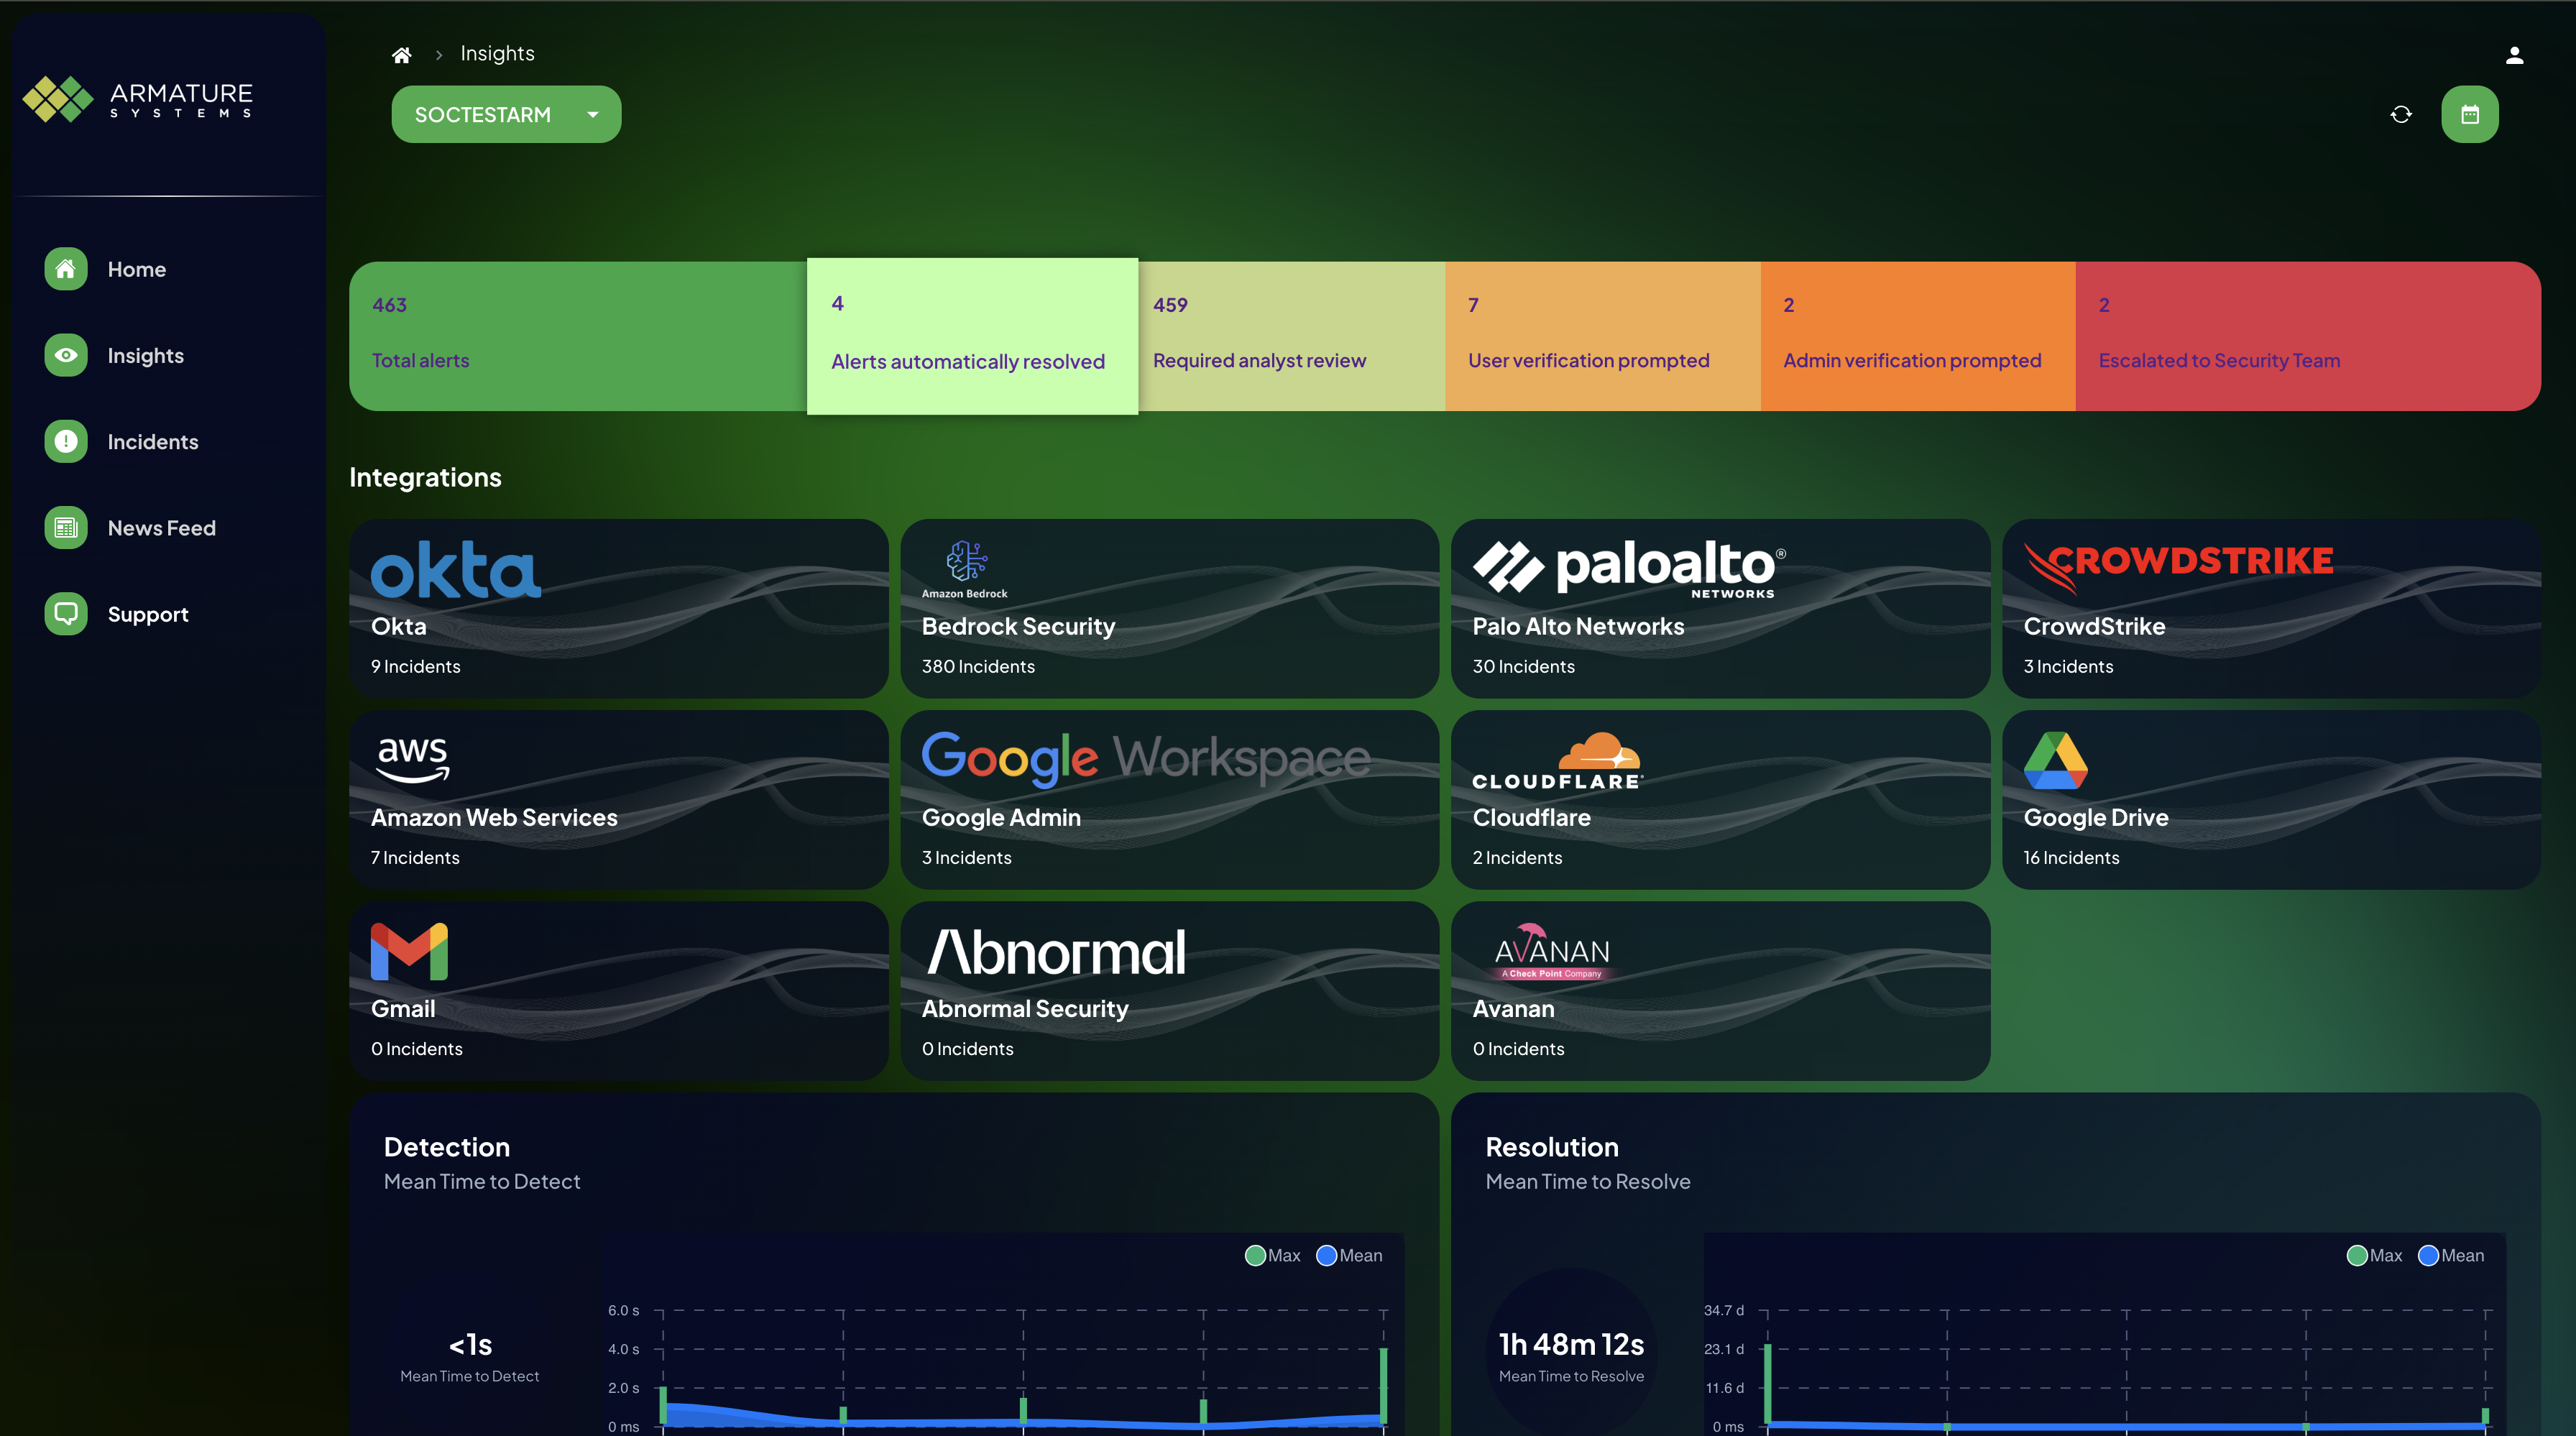 ARMATURE
SYSTEMS
Home
Insights
Incidents
News Feed
Support
Insights
SOCTESTARM
463
Total alerts
4
Alerts automatically resolved
459
Required analyst review
7
User verification prompted
2
Admin verification prompted
2
Escalated to Security Team
Integrations
okta
Okta
9 Incidents
Amazon Bedrock
Bedrock Security
380 Incidents
paloalto®
NETWORKS
Palo Alto Networks
30 Incidents
CROWDSTRIKE
CrowdStrike
3 Incidents
aws
Amazon Web Services
7 Incidents
Google Workspace
Google Admin
3 Incidents
CLOUDFLARE
Cloudflare
2 Incidents
Google Drive
16 Incidents
Gmail
0 Incidents
Abnormal
Abnormal Security
0 Incidents
AVANAN
A Check Point Company
Avanan
0 Incidents
Detection
Mean Time to Detect
Max Mean
<1s
Mean Time to Detect
6.0 s
4.0 s
2.0 s
0 ms
Resolution
Mean Time to Resolve
Max Mean
1h 48m 12s
Mean Time to Resolve
34.7 d
23.1 d
11.6 d
0 ms